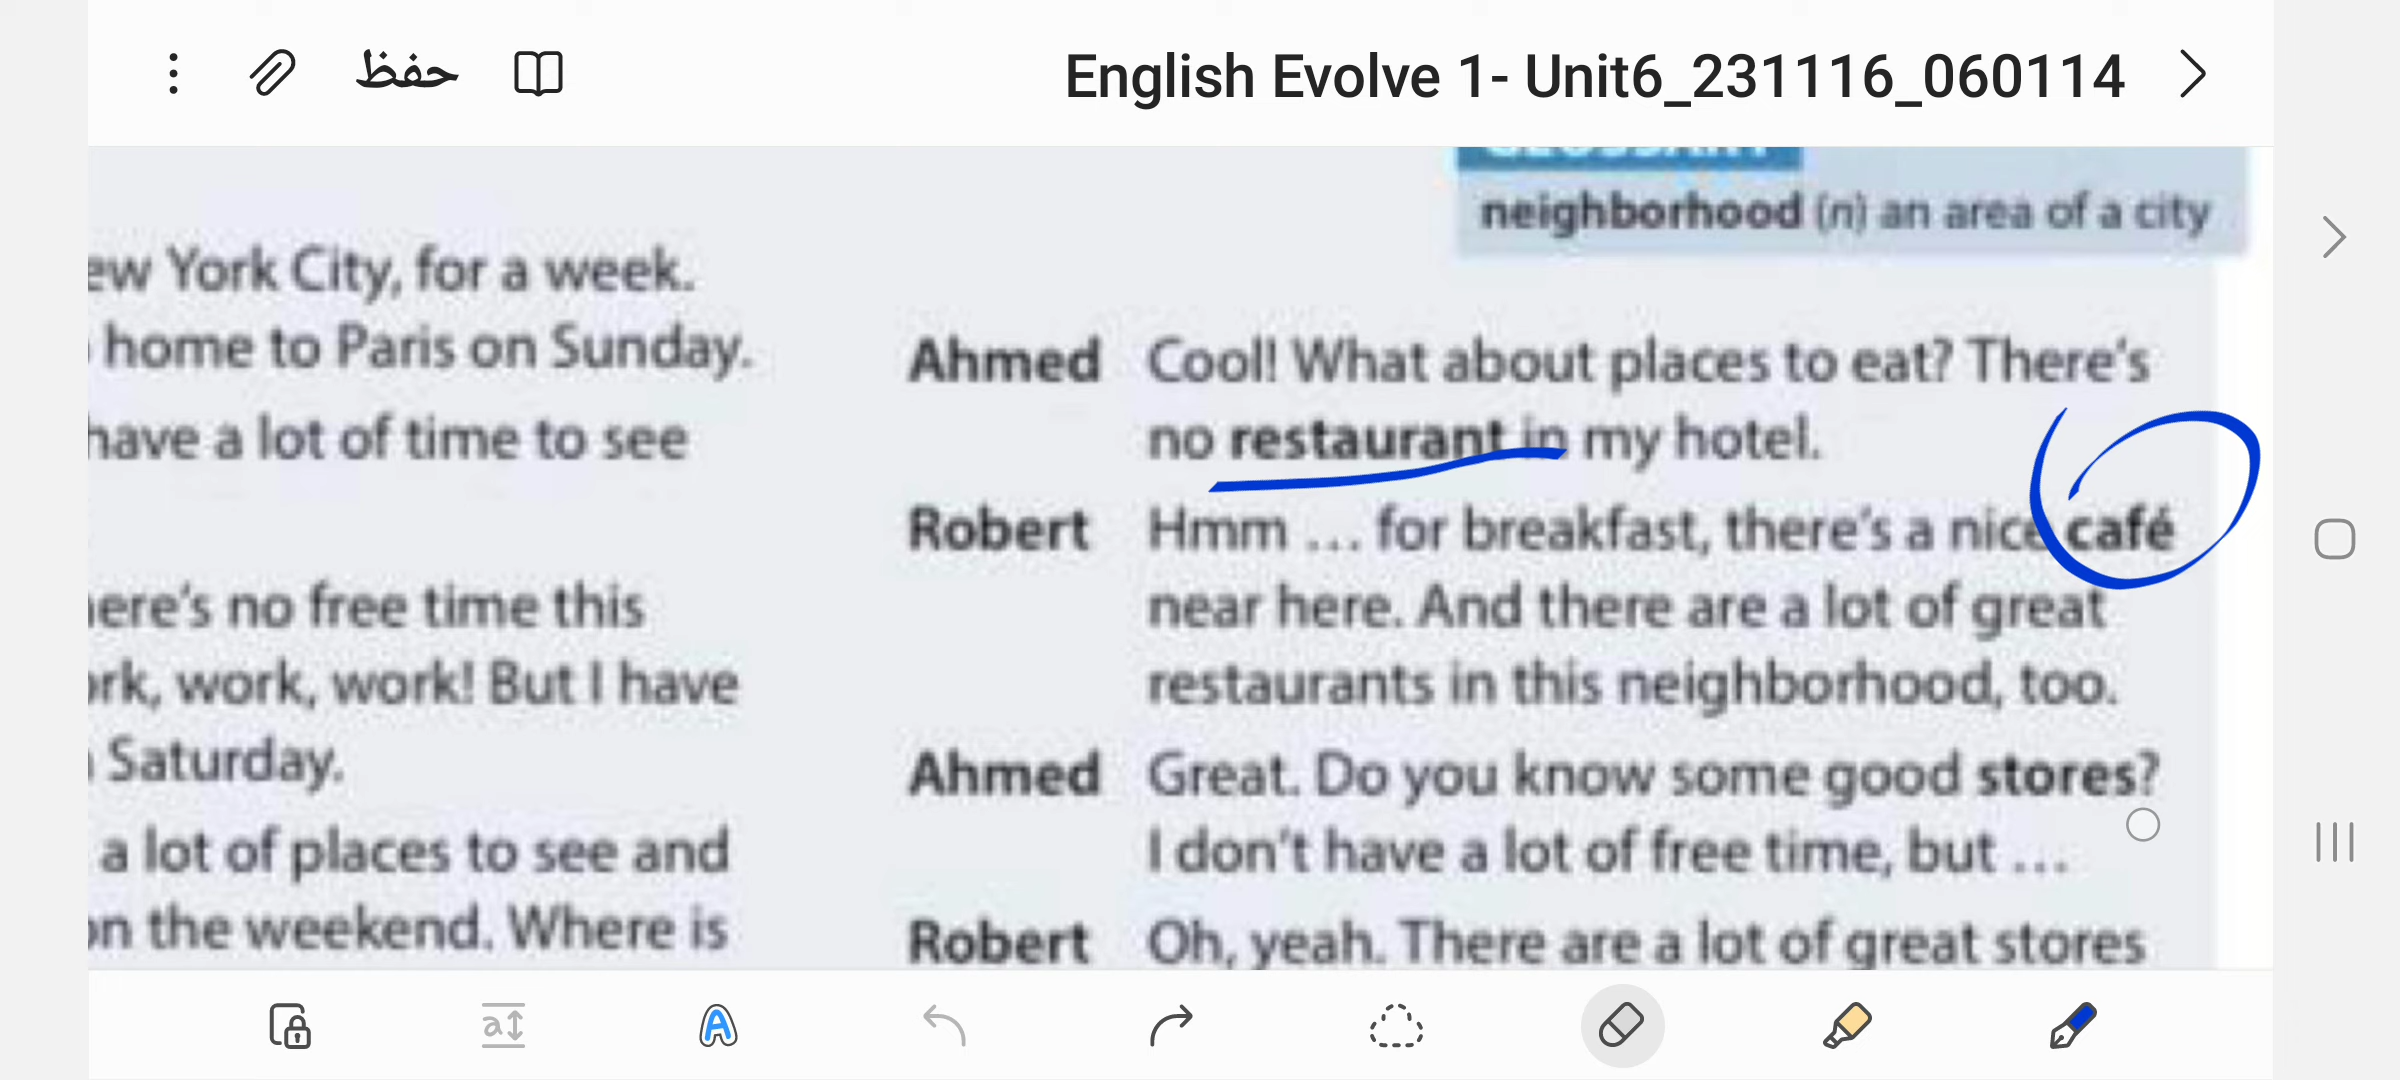 حفظ
English Evolve 1- Unit6_231116_060114
neighborhood (n) an area of a city
York City, for a week.
home to Paris on Sunday.
have a lot of time to see
no free time this
work, work! But I have
Saturday.
a lot of places to see and
on the weekend. Where is
Ahmed Cool! What about places to eat? There's
no restaurant in my hotel.
Robert Hmm ... for breakfast, there's a nice café
near here. And there are a lot of great
restaurants in this neighborhood, too.
Ahmed Great. Do you know some good stores?
I don't have a lot of free time, but ...
Robert Oh, yeah. There are a lot of great stores